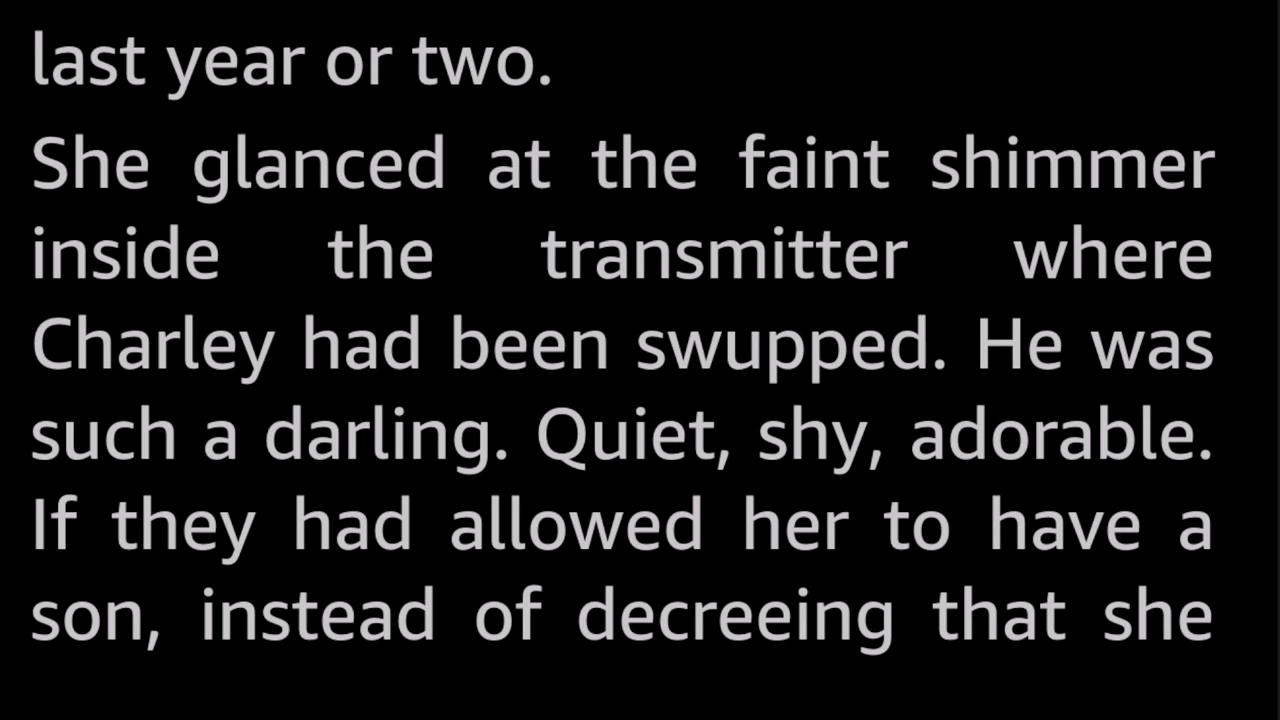 last year or two.
She glanced at the faint shimmer
inside the transmitter where
Charley had been swupped. He was
such a darling. Quiet, shy, adorable.
If they had allowed her to have a
son, instead of decreeing that she